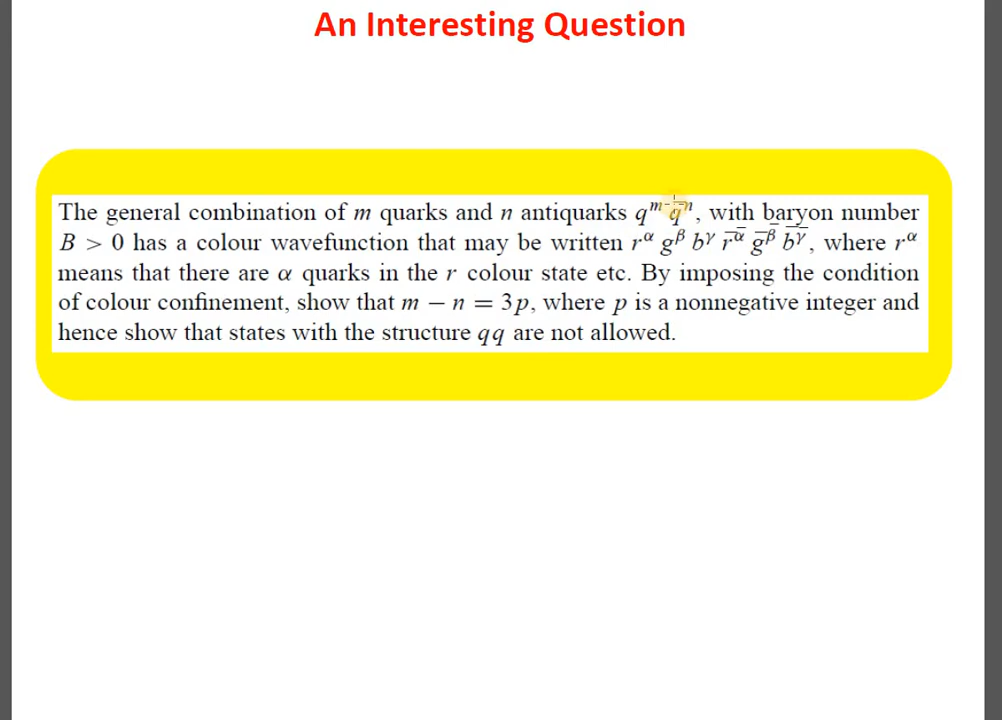 An Interesting Question
The general combination of m quarks and n antiquarks qᵐ q̄ⁿ, with baryon number
B > 0 has a colour wavefunction that may be written r^α g^β b^γ r̄^ᾱ ḡ^β̄ b̄^γ̄, where r^α
means that there are α quarks in the r colour state etc. By imposing the condition
of colour confinement, show that m − n = 3p, where p is a nonnegative integer and
hence show that states with the structure qq are not allowed.